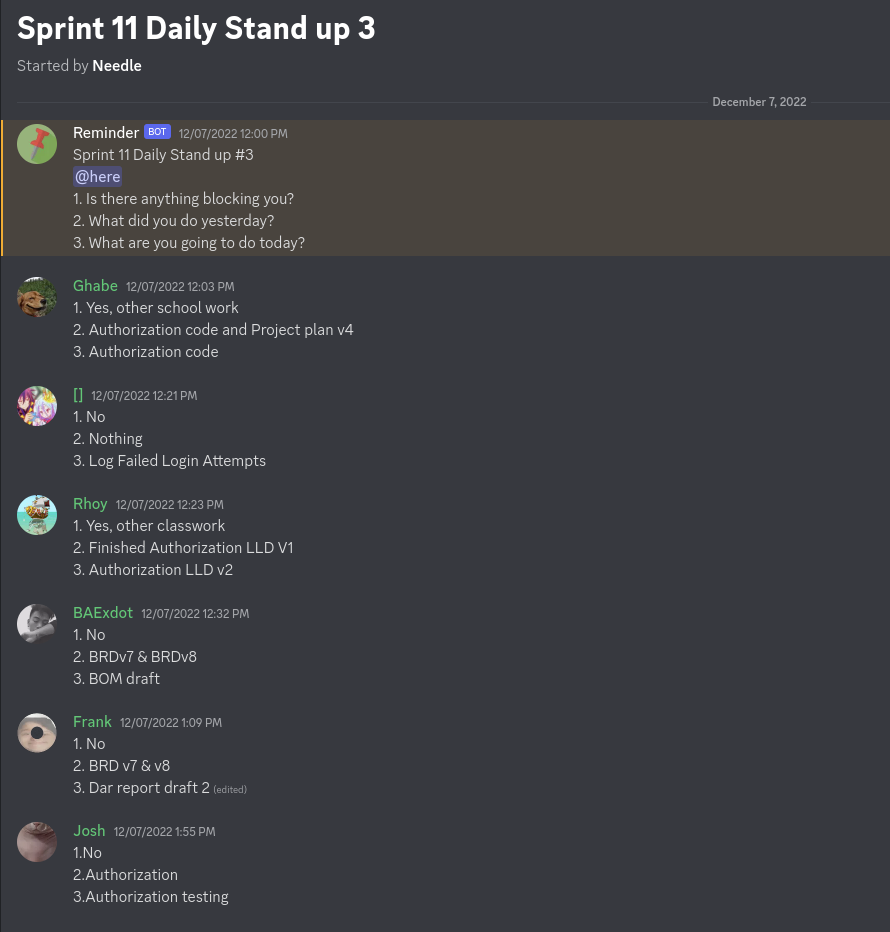 Sprint 11 Daily Stand up 3
Started by Needle
December 7, 2022
Reminder BOT 12/07/2022 12:00 PM
Sprint 11 Daily Stand up #3
@here
1. Is there anything blocking you?
2. What did you do yesterday?
3. What are you going to do today?
Ghabe 12/07/2022 12:03 PM
1. Yes, other school work
2. Authorization code and Project plan v4
3. Authorization code
[] 12/07/2022 12:21 PM
1. No
2. Nothing
3. Log Failed Login Attempts
Rhoy 12/07/2022 12:23 PM
1. Yes, other classwork
2. Finished Authorization LLD V1
3. Authorization LLD v2
BAExdot 12/07/2022 12:32 PM
1. No
2. BRDv7 & BRDv8
3. BOM draft
Frank 12/07/2022 1:09 PM
1. No
2. BRD v7 & v8
3. Dar report draft 2 (edited)
Josh 12/07/2022 1:55 PM
1.No
2.Authorization
3.Authorization testing